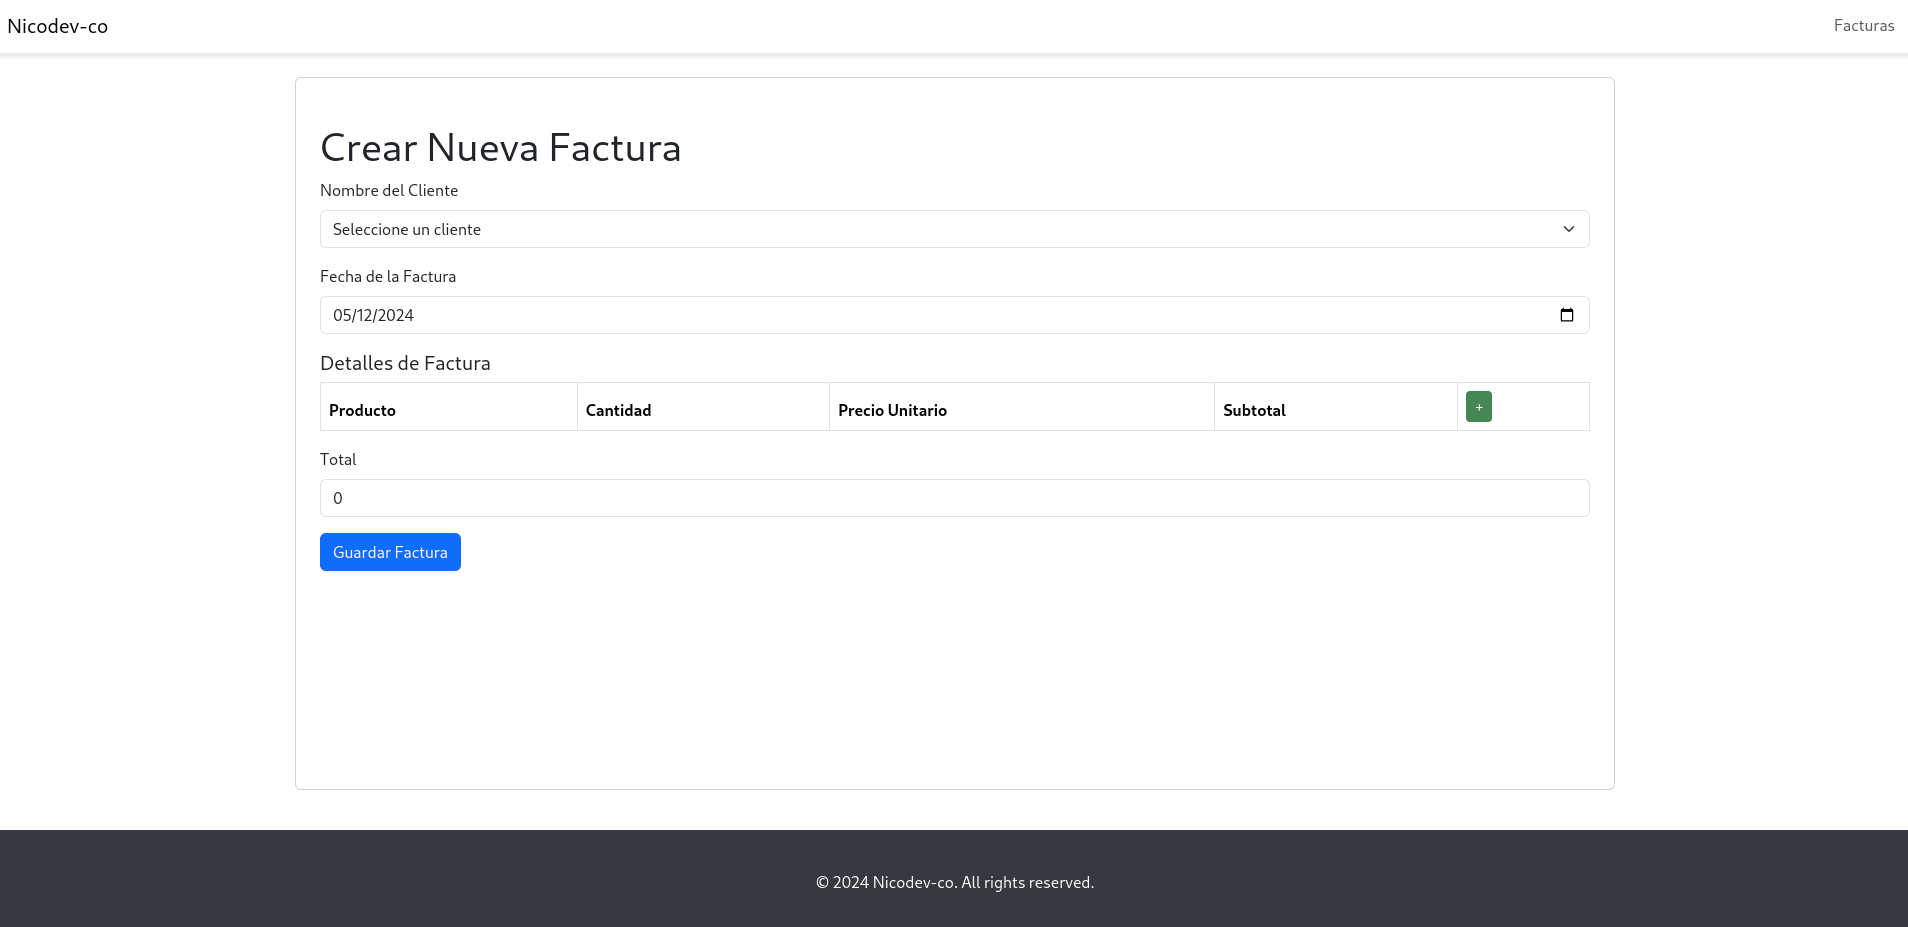 Nicodev-co
Facturas
Crear Nueva Factura
Nombre del Cliente
Seleccione un cliente
Fecha de la Factura
05/12/2024
Detalles de Factura
Producto Cantidad Precio Unitario Subtotal +
Total
0
Guardar Factura
© 2024 Nicodev-co. All rights reserved.